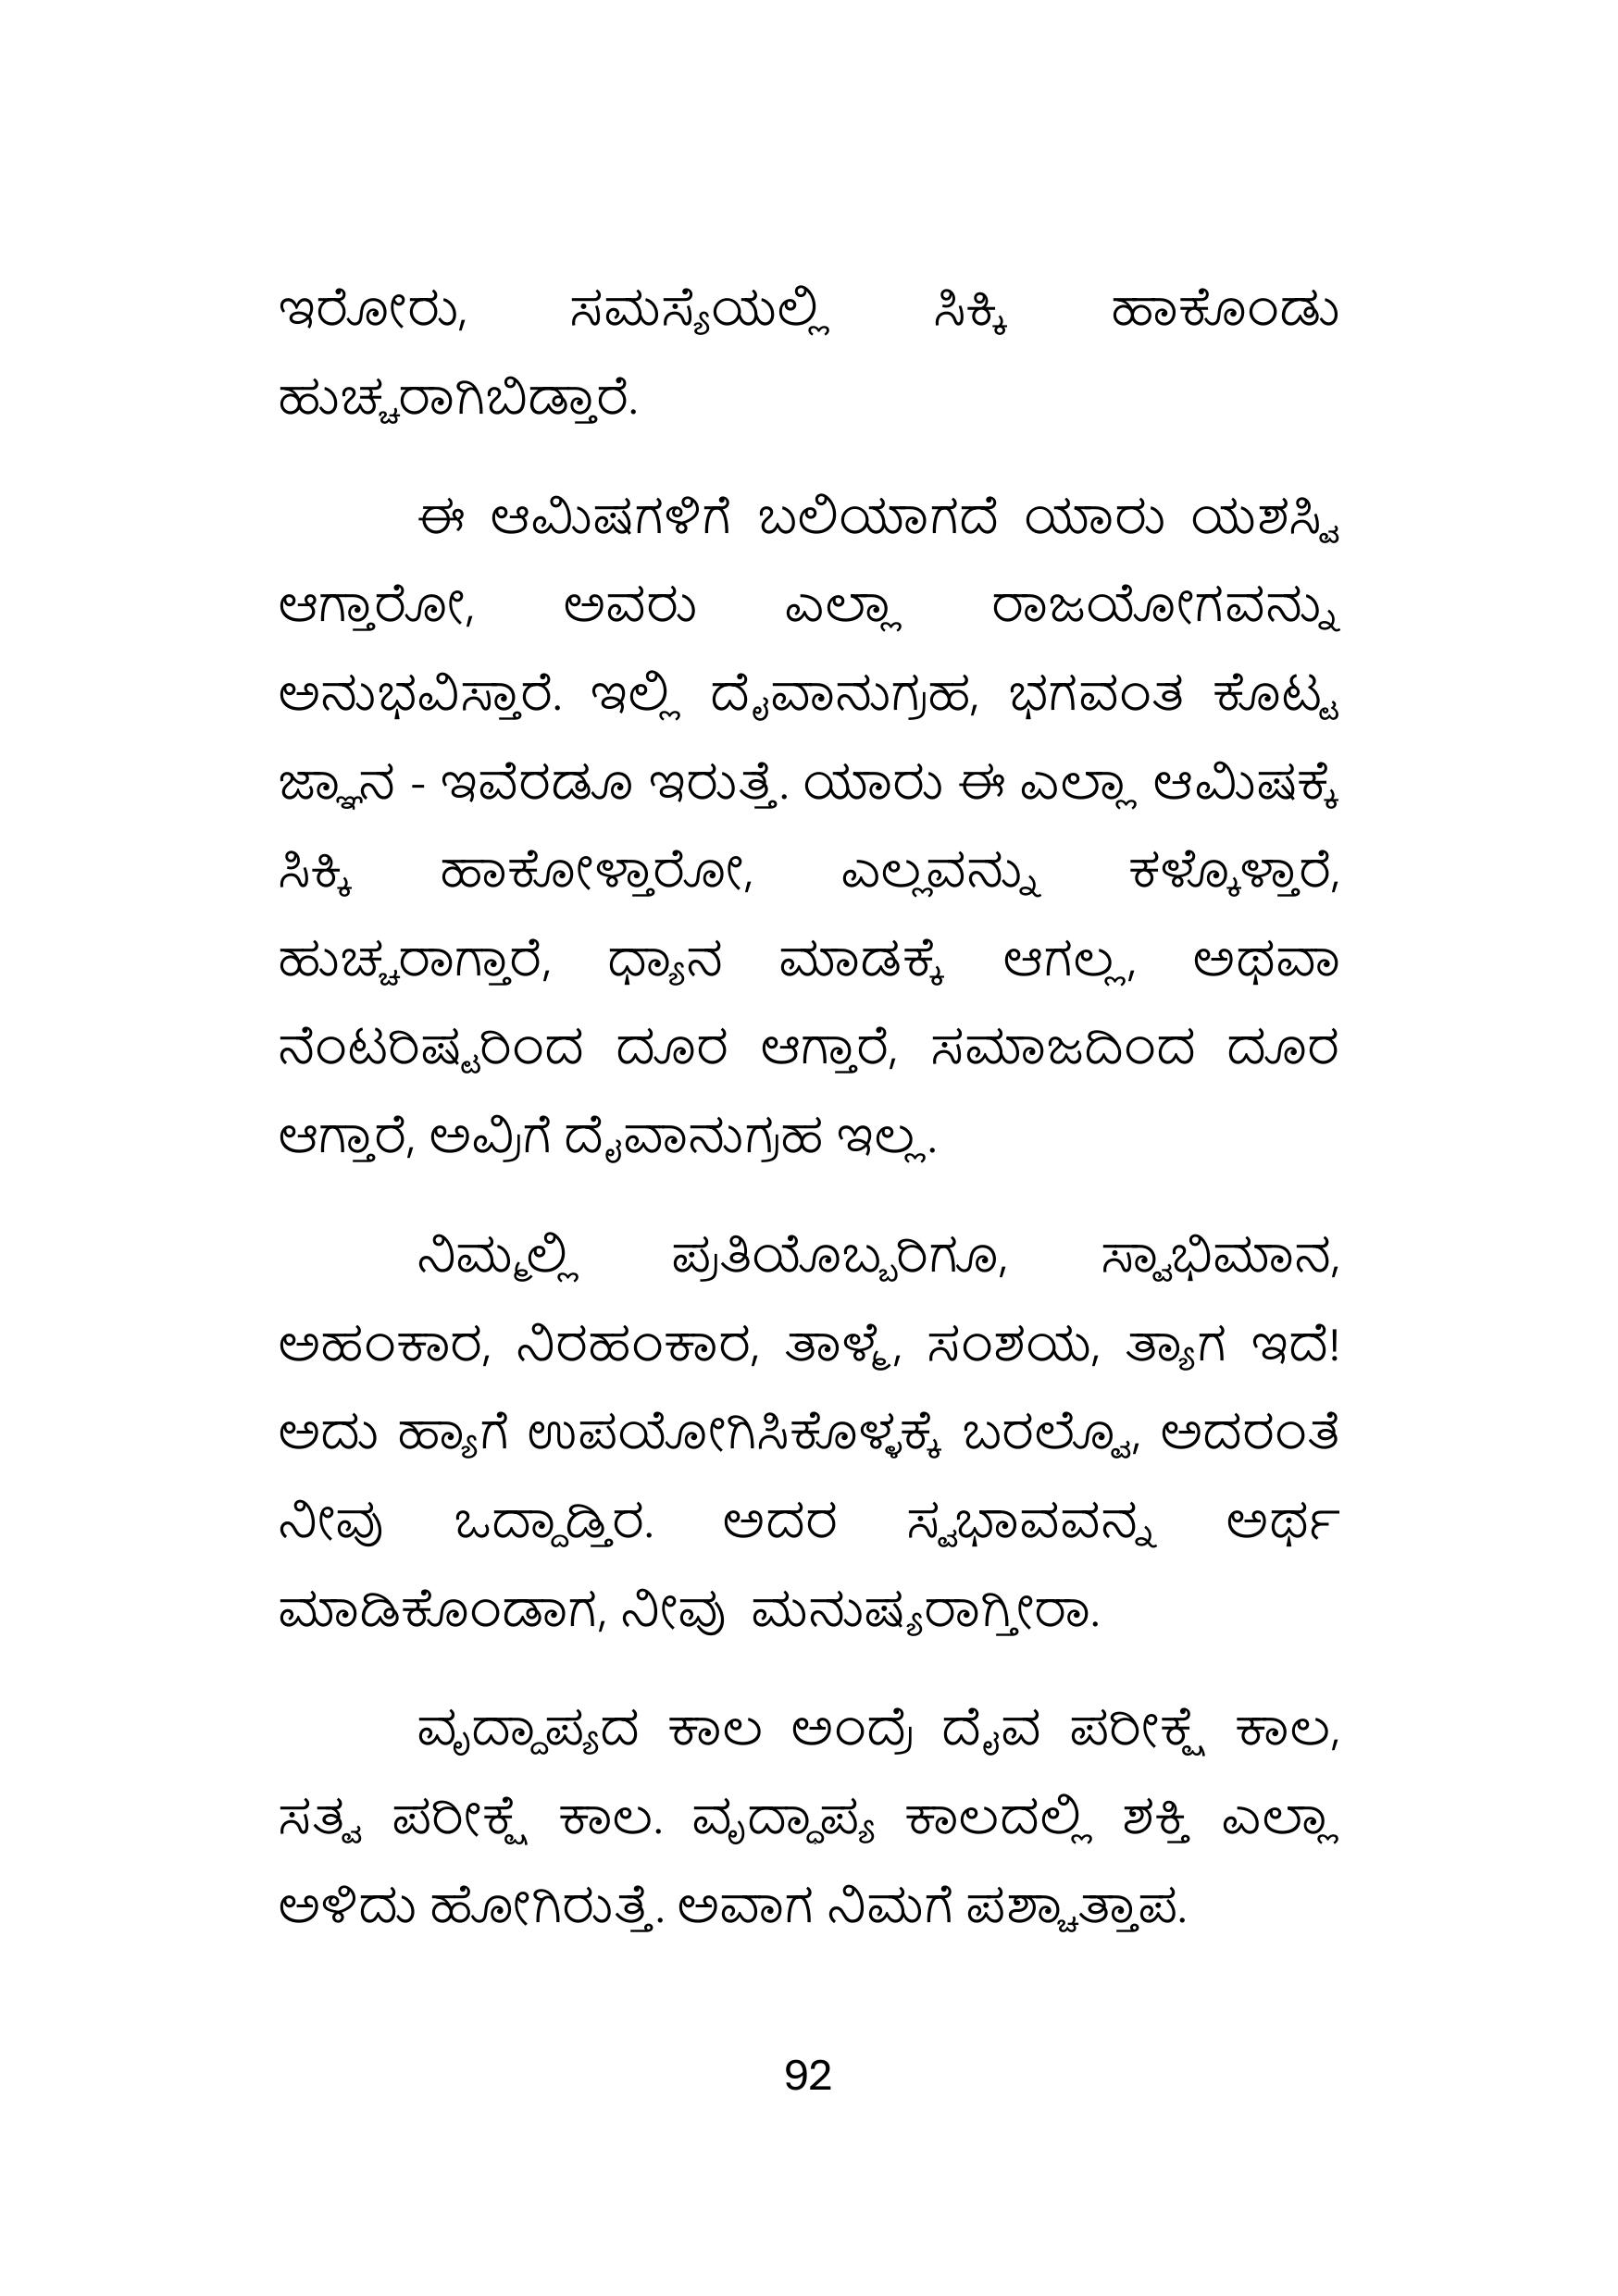 ಇರೋರು, ಸಮಸ್ಯೆಯಲ್ಲಿ ಸಿಕ್ಕಿ ಹಾಕೊಂಡು
ಹುಚ್ಚರಾಗಿಬಿಡ್ತಾರೆ.
ಈ ಆಮಿಷಗಳಿಗೆ ಬಲಿಯಾಗದೆ ಯಾರು ಯಶಸ್ವಿ
ಆಗ್ತಾರೋ, ಅವರು ಎಲ್ಲಾ ರಾಜಯೋಗವನ್ನು
ಅನುಭವಿಸ್ತಾರೆ. ಇಲ್ಲಿ ದೈವಾನುಗ್ರಹ, ಭಗವಂತ ಕೊಟ್ಟ
ಜ್ಞಾನ - ಇವೆರಡೂ ಇರುತ್ತೆ. ಯಾರು ಈ ಎಲ್ಲಾ ಆಮಿಷಕ್ಕೆ
ಸಿಕ್ಕಿ ಹಾಕೋಳ್ತಾರೋ, ಎಲ್ಲವನ್ನು ಕಳ್ಕೊಳ್ತಾರೆ,
ಹುಚ್ಚರಾಗ್ತಾರೆ, ಧ್ಯಾನ ಮಾಡಕ್ಕೆ ಆಗಲ್ಲ, ಅಥವಾ
ನೆಂಟರಿಷ್ಟರಿಂದ ದೂರ ಆಗ್ತಾರೆ, ಸಮಾಜದಿಂದ ದೂರ
ಆಗ್ತಾರೆ, ಅವ್ರಿಗೆ ದೈವಾನುಗ್ರಹ ಇಲ್ಲ.
ನಿಮ್ಮಲ್ಲಿ ಪ್ರತಿಯೊಬ್ಬರಿಗೂ, ಸ್ವಾಭಿಮಾನ,
ಅಹಂಕಾರ, ನಿರಹಂಕಾರ, ತಾಳ್ಮೆ, ಸಂಶಯ, ತ್ಯಾಗ ಇದೆ!
ಅದು ಹ್ಯಾಗೆ ಉಪಯೋಗಿಸಿಕೊಳ್ಳಕ್ಕೆ ಬರಲ್ವೊ, ಅದರಂತೆ
ನೀವು ಒದ್ದಾಡ್ತಿರ. ಅದರ ಸ್ವಭಾವವನ್ನ ಅರ್ಥ
ಮಾಡಿಕೊಂಡಾಗ, ನೀವು ಮನುಷ್ಯರಾಗ್ತೀರಾ.
ವೃದ್ದಾಪ್ಯದ ಕಾಲ ಅಂದ್ರೆ ದೈವ ಪರೀಕ್ಷೆ ಕಾಲ,
ಸತ್ವ ಪರೀಕ್ಷೆ ಕಾಲ. ವೃದ್ಧಾಪ್ಯ ಕಾಲದಲ್ಲಿ ಶಕ್ತಿ ಎಲ್ಲಾ
ಅಳಿದು ಹೋಗಿರುತ್ತೆ. ಅವಾಗ ನಿಮಗೆ ಪಶ್ಚಾತ್ತಾಪ.
92